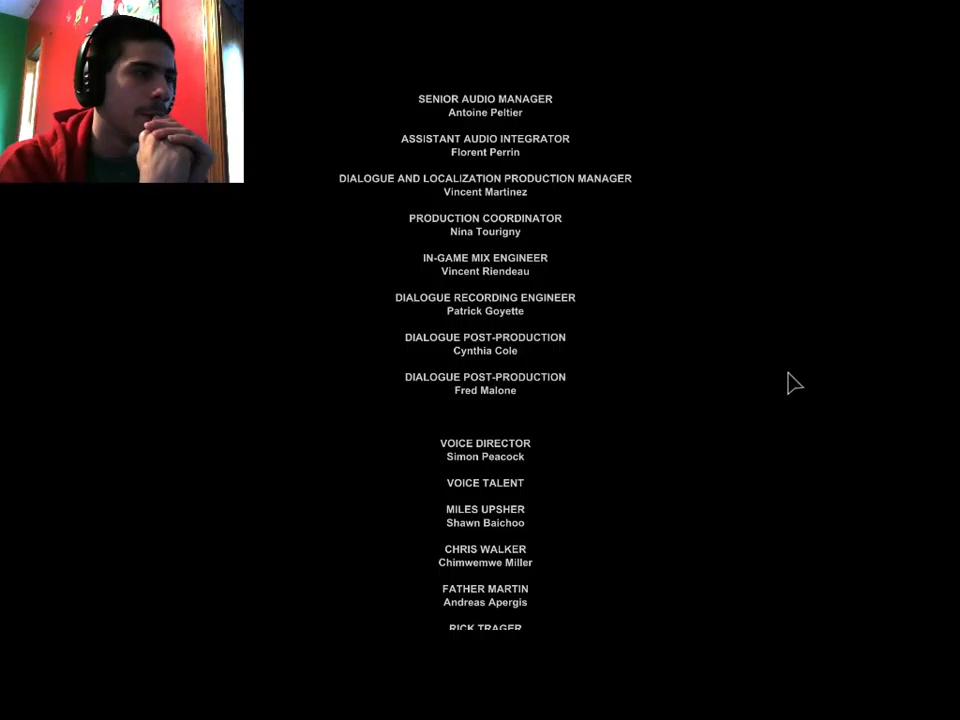 SENIOR AUDIO MANAGER
Antoine Peltier
ASSISTANT AUDIO INTEGRATOR
Florent Perrin
DIALOGUE AND LOCALIZATION PRODUCTION MANAGER
Vincent Martinez
PRODUCTION COORDINATOR
Nina Tourigny
IN-GAME MIX ENGINEER
Vincent Riendeau
DIALOGUE RECORDING ENGINEER
Patrick Goyette
DIALOGUE POST-PRODUCTION
Cynthia Cole
DIALOGUE POST-PRODUCTION
Fred Malone
VOICE DIRECTOR
Simon Peacock
VOICE TALENT
MILES UPSHER
Shawn Baichoo
CHRIS WALKER
Chimwemwe Miller
FATHER MARTIN
Andreas Apergis
RICK TRAGER